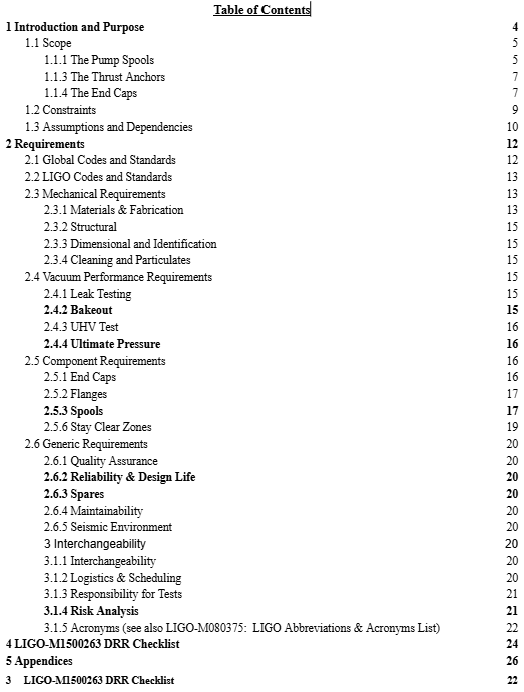 Table of Contents
1 Introduction and Purpose 4
1.1 Scope 5
1.1.1 The Pump Spools 5
1.1.3 The Thrust Anchors 7
1.1.4 The End Caps 7
1.2 Constraints 9
1.3 Assumptions and Dependencies 10
2 Requirements 12
2.1 Global Codes and Standards 12
2.2 LIGO Codes and Standards 13
2.3 Mechanical Requirements 13
2.3.1 Materials & Fabrication 13
2.3.2 Structural 15
2.3.3 Dimensional and Identification 15
2.3.4 Cleaning and Particulates 15
2.4 Vacuum Performance Requirements 15
2.4.1 Leak Testing 15
2.4.2 Bakeout 15
2.4.3 UHV Test 16
2.4.4 Ultimate Pressure 16
2.5 Component Requirements 16
2.5.1 End Caps 16
2.5.2 Flanges 17
2.5.3 Spools 17
2.5.6 Stay Clear Zones 19
2.6 Generic Requirements 20
2.6.1 Quality Assurance 20
2.6.2 Reliability & Design Life 20
2.6.3 Spares 20
2.6.4 Maintainability 20
2.6.5 Seismic Environment 20
3 Interchangeability 20
3.1.1 Interchangeability 20
3.1.2 Logistics & Scheduling 20
3.1.3 Responsibility for Tests 21
3.1.4 Risk Analysis 21
3.1.5 Acronyms (see also LIGO-M080375: LIGO Abbreviations & Acronyms List) 22
4 LIGO-M1500263 DRR Checklist 24
5 Appendices 26
3 LIGO-M1500263 DRR Checklist 22